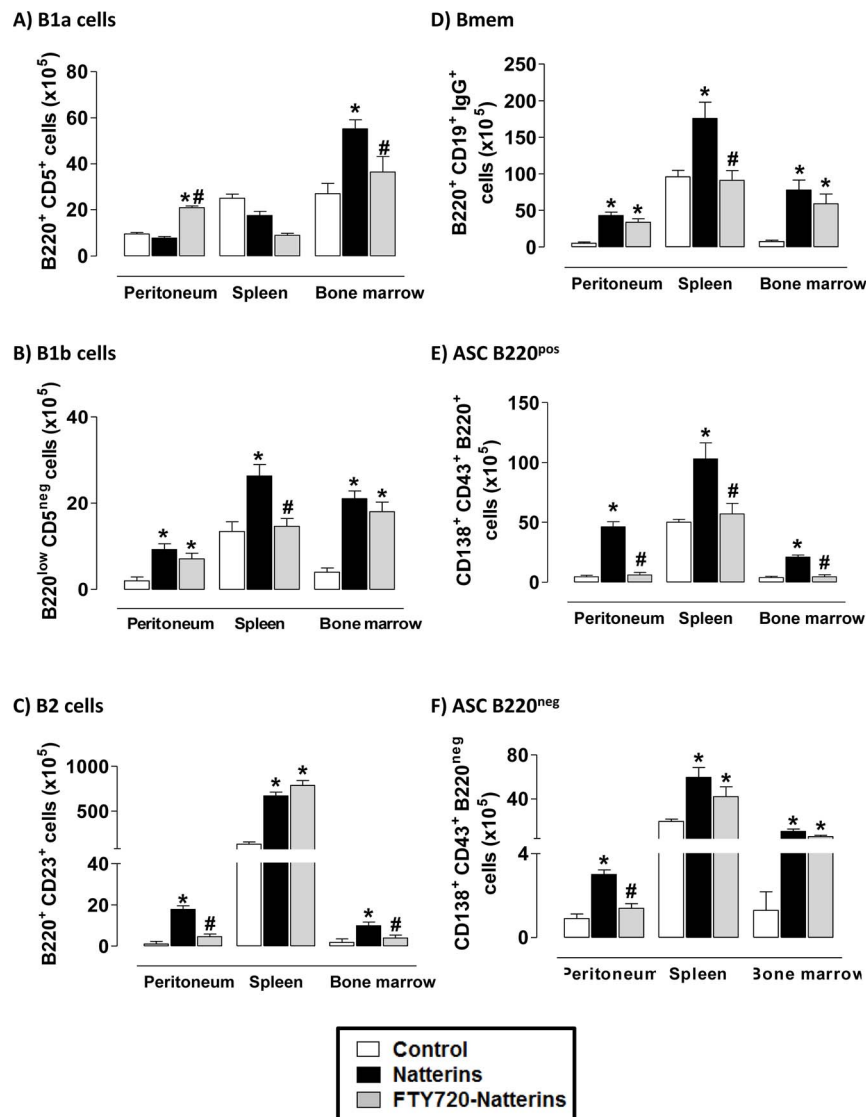 A) B1a cells
B220⁺ CD5⁺ cells (x10⁵)
80
60
40
20
0
*#
*
#
Peritoneum Spleen Bone marrow
B) B1b cells
B220ˡᵒʷ CD5ⁿᵉᵍ cells (x10⁵)
40
20
0
* *
*
#
* *
Peritoneum Spleen Bone marrow
C) B2 cells
B220⁺ CD23⁺ cells (x10⁵)
1000
500
40
20
0
*
#
* *
*
#
Peritoneum Spleen Bone marrow
D) Bmem
B220⁺ CD19⁺ IgG⁺
cells (x10⁵)
250
200
150
100
50
0
* *
*
#
* *
Peritoneum Spleen Bone marrow
E) ASC B220ᵖᵒˢ
CD138⁺ CD43⁺ B220⁺
cells (x10⁵)
150
100
50
0
*
#
*
#
*
#
Peritoneum Spleen Bone marrow
F) ASC B220ⁿᵉᵍ
CD138⁺ CD43⁺ B220ⁿᵉᵍ
cells (x10⁵)
80
40
4
0
*
#
* *
* *
Peritoneum Spleen Bone marrow
Control
Natterins
FTY720-Natterins